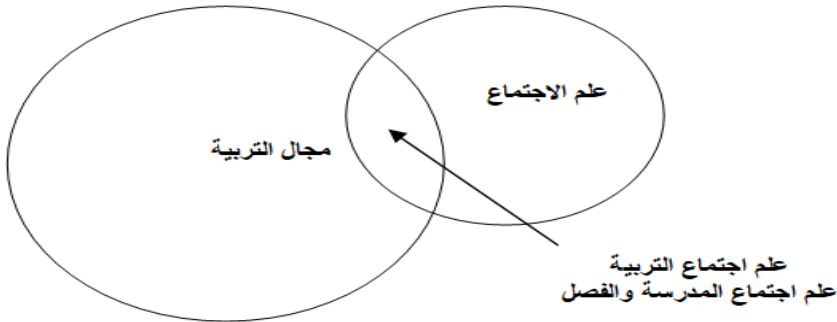 علم الاجتماع
مجال التربية
علم اجتماع التربية
علم اجتماع المدرسة والفصل